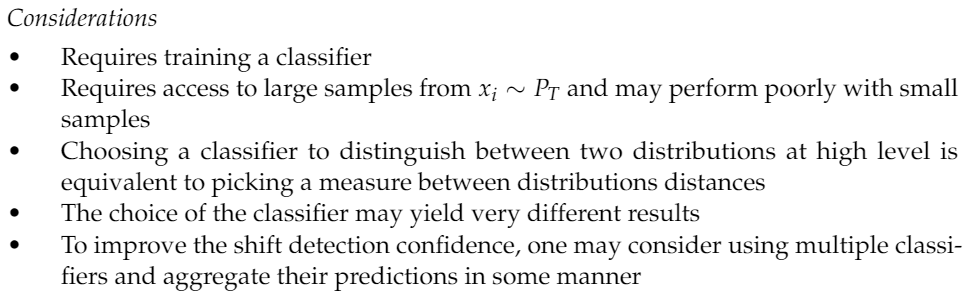 Considerations
• Requires training a classifier
• Requires access to large samples from $x_i \sim P_T$ and may perform poorly with small
samples
• Choosing a classifier to distinguish between two distributions at high level is
equivalent to picking a measure between distributions distances
• The choice of the classifier may yield very different results
• To improve the shift detection confidence, one may consider using multiple classi-
fiers and aggregate their predictions in some manner